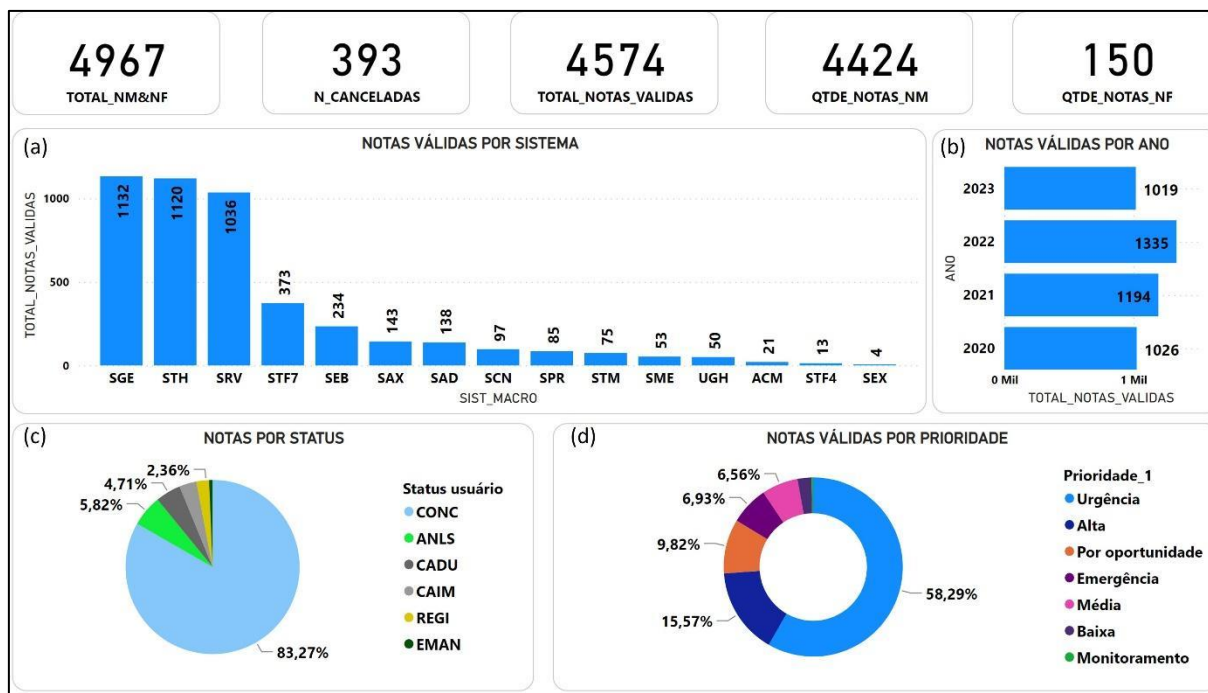 4967
TOTAL_NM&NF
393
N_CANCELADAS
4574
TOTAL_NOTAS_VALIDAS
4424
QTDE_NOTAS_NM
150
QTDE_NOTAS_NF
(a)
NOTAS VÁLIDAS POR SISTEMA
TOTAL_NOTAS_VALIDAS
1000
500
0
1132
1120
1036
373
234
143
138
97
85
75
53
50
21
13
4
SGE STH SRV STF7 SEB SAX SAD SCN SPR STM SME UGH ACM STF4 SEX
SIST_MACRO
(b)
NOTAS VÁLIDAS POR ANO
ANO
2023 1019
2022 1335
2021 1194
2020 1026
0 Mil 1 Mil
TOTAL_NOTAS_VALIDAS
(c)
NOTAS POR STATUS
2,36%
4,71%
5,82%
83,27%
Status usuário
CONC
ANLS
CADU
CAIM
REGI
EMAN
(d)
NOTAS VÁLIDAS POR PRIORIDADE
6,56%
6,93%
9,82%
15,57%
58,29%
Prioridade_1
Urgência
Alta
Por oportunidade
Emergência
Média
Baixa
Monitoramento